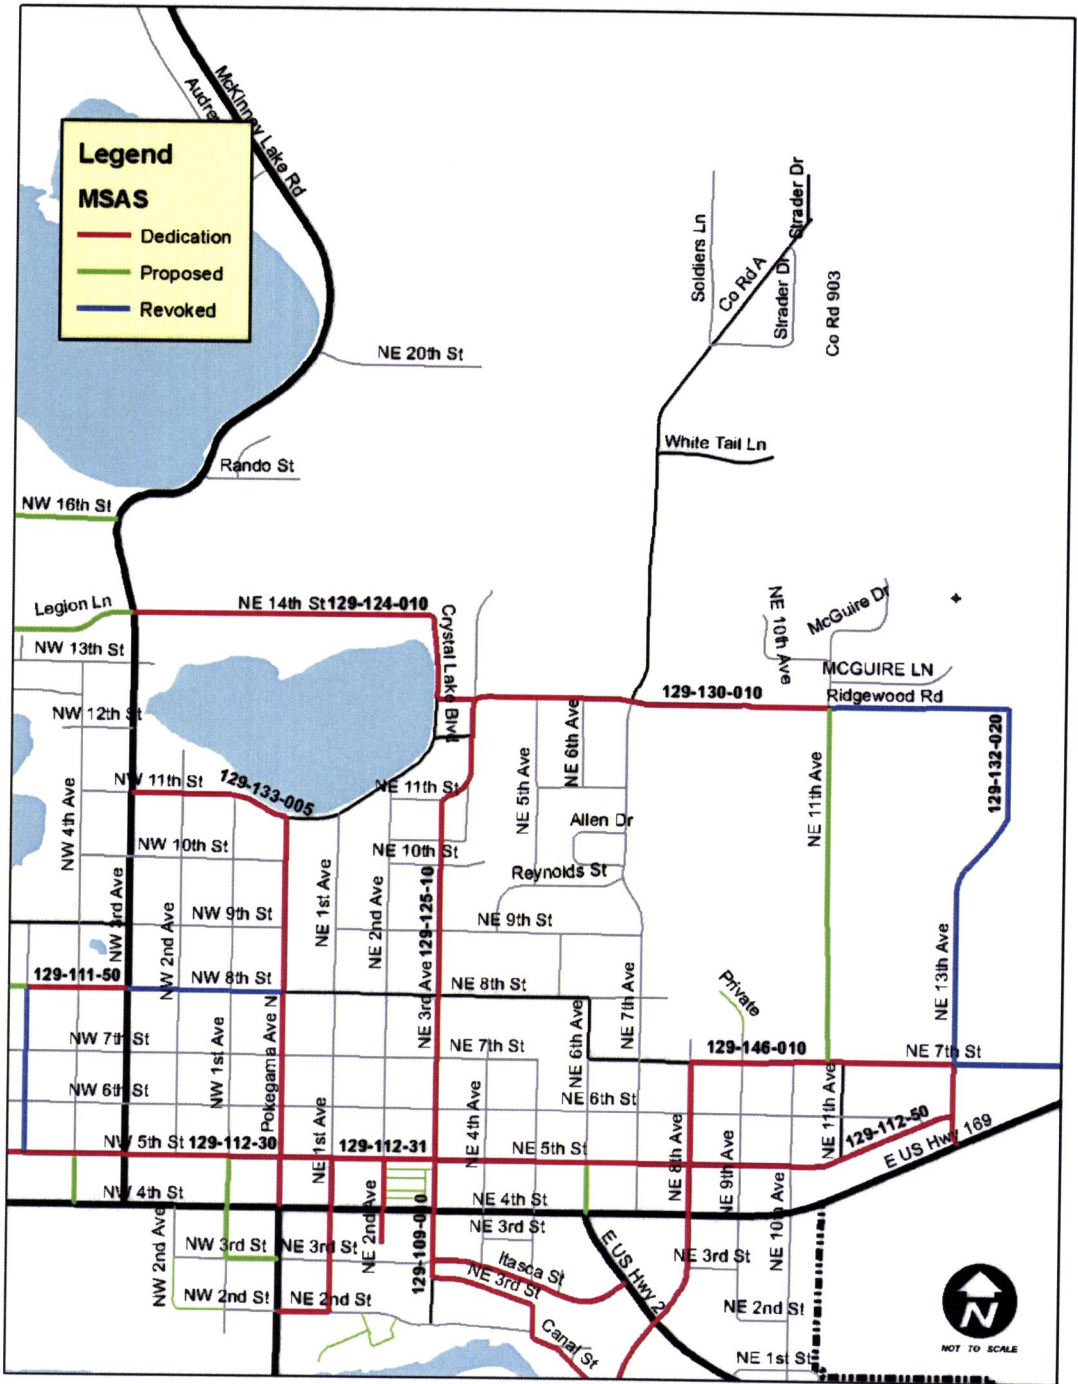 McKinney Lake Rd
Legend
MSAS
Dedication
Proposed
Revoked
Strader Dr
Soldiers Ln
Co Rd A
Strader Dr
Co Rd 903
NE 20th St
White Tail Ln
Rando St
NW 16th St
Legion Ln
NE 14th St
129-124-010
Crystal Lake Blvd
NE 10th Ave
McGuire Dr
NW 13th St
MCGUIRE LN
129-130-010
Ridgewood Rd
NW 12th St
NE 6th Ave
129-132-020
NW 11th St
129-133-005
NE 11th St
NE 5th Ave
NE 11th Ave
NW 4th Ave
Allen Dr
NW 10th St
NE 10th St
Reynolds St
NW 3rd Ave
NW 2nd Ave
NE 1st Ave
NE 2nd Ave
129-125-10
NE 3rd Ave
NW 9th St
NE 9th St
NE 13th Ave
129-111-50
NW 8th St
NE 8th St
NE 7th Ave
Private
Pokegama Ave N
NE 6th Ave
NW 7th St
NE 7th St
129-146-010
NE 7th St
NW 1st Ave
NW 6th St
NE 4th Ave
NE 6th St
NE 11th Ave
129-112-50
E US Hwy 169
NW 5th St
129-112-30
NE 1st Ave
129-112-31
NE 5th St
NE 8th Ave
NE 9th Ave
NE 10th Ave
NW 4th St
NE 4th St
NW 2nd Ave
NE 2nd Ave
129-109-010
NW 3rd St
NE 3rd St
NE 3rd St
E US Hwy 2
NE 3rd St
Itasca St
NE 3rd St
NW 2nd St
NE 2nd St
NE 2nd St
Canal St
NE 1st St
N
NOT TO SCALE